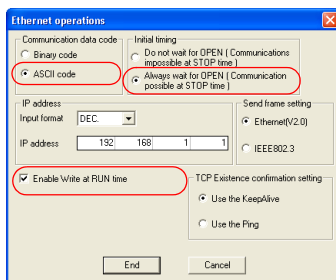 Ethernet operations
Communication data code
Binary code
ASCII code
Initial timing
Do not wait for OPEN ( Communications
impossible at STOP time )
Always wait for OPEN ( Communication
possible at STOP time )
IP address
Input format DEC.
IP address 192 168 1 1
Send frame setting
Ethernet(V2.0)
IEEE802.3
Enable Write at RUN time
TCP Existence confirmation setting
Use the KeepAlive
Use the Ping
End
Cancel